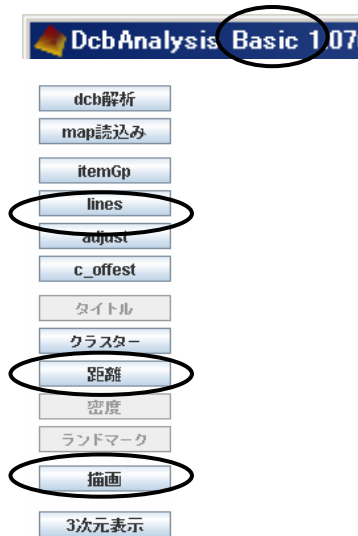 DcbAnalysis Basic 1.07
dcb解析
map読込み
itemGp
lines
adjust
c_offest
タイトル
クラスター
距離
密度
ランドマーク
描画
3次元表示